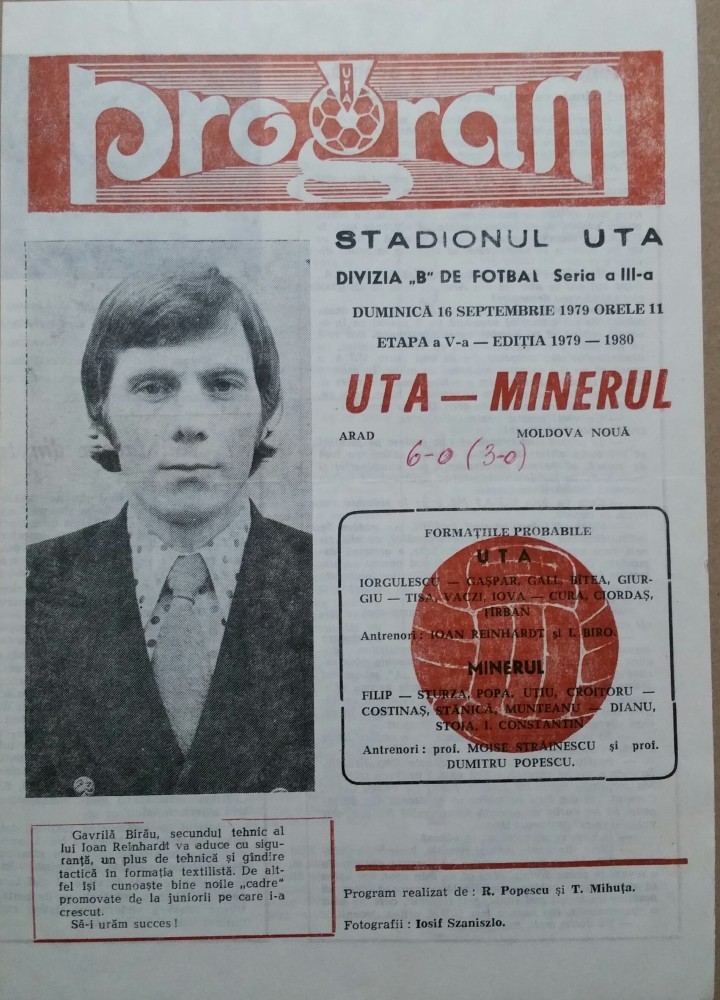 program
UTA
STADIONUL UTA
DIVIZIA „B" DE FOTBAL Seria a III-a
DUMINICĂ 16 SEPTEMBRIE 1979 ORELE 11
ETAPA a V-a — EDIȚIA 1979 — 1980
UTA — MINERUL
ARAD MOLDOVA NOUĂ
6-0 (3-0)
FORMAȚIILE PROBABILE
UTA
IORGULESCU — GAȘPAR, GALL, BITEA, GIUR-
GIU — TISA, VACZI, IOVA — CURA, CIORDAȘ,
TIRBAN
Antrenori : IOAN REINHARDT și I. BIRO.
MINERUL
FILIP — STURZA, POPA, UȚIU, CROITORU —
COSTINAȘ, STĂNICĂ, MUNTEANU — DIANU,
STOIA, I. CONSTANTIN
Antrenori : prof. MOISE STRĂINESCU și prof.
DUMITRU POPESCU.
Gavrilă Birău, secundul tehnic al
lui Ioan Reinhardt va aduce cu sigu-
ranță, un plus de tehnică și gîndire
tactică în formația textilistă. De alt-
fel își cunoaște bine noile „cadre"
promovate de la juniorii pe care i-a
crescut.
Să-i urăm succes !
Program realizat de : R. Popescu și T. Mihuța.
Fotografii : Iosif Szaniszlo.